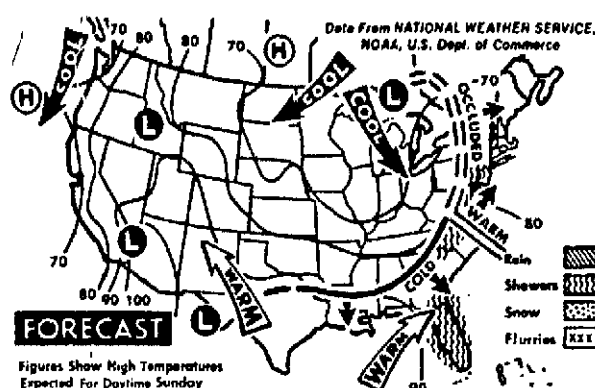 Data From NATIONAL WEATHER SERVICE,
NOAA, U.S. Dept. of Commerce
70
80
70
80
H
H
COOL
COOL
COOL
L
L
L
L
OCCLUDED
70
80
WARM
COLD
WARM
WARM
70
80
90
100
90
Rain
Showers
Snow
Flurries
FORECAST
Figures Show High Temperatures
Expected For Daytime Sunday